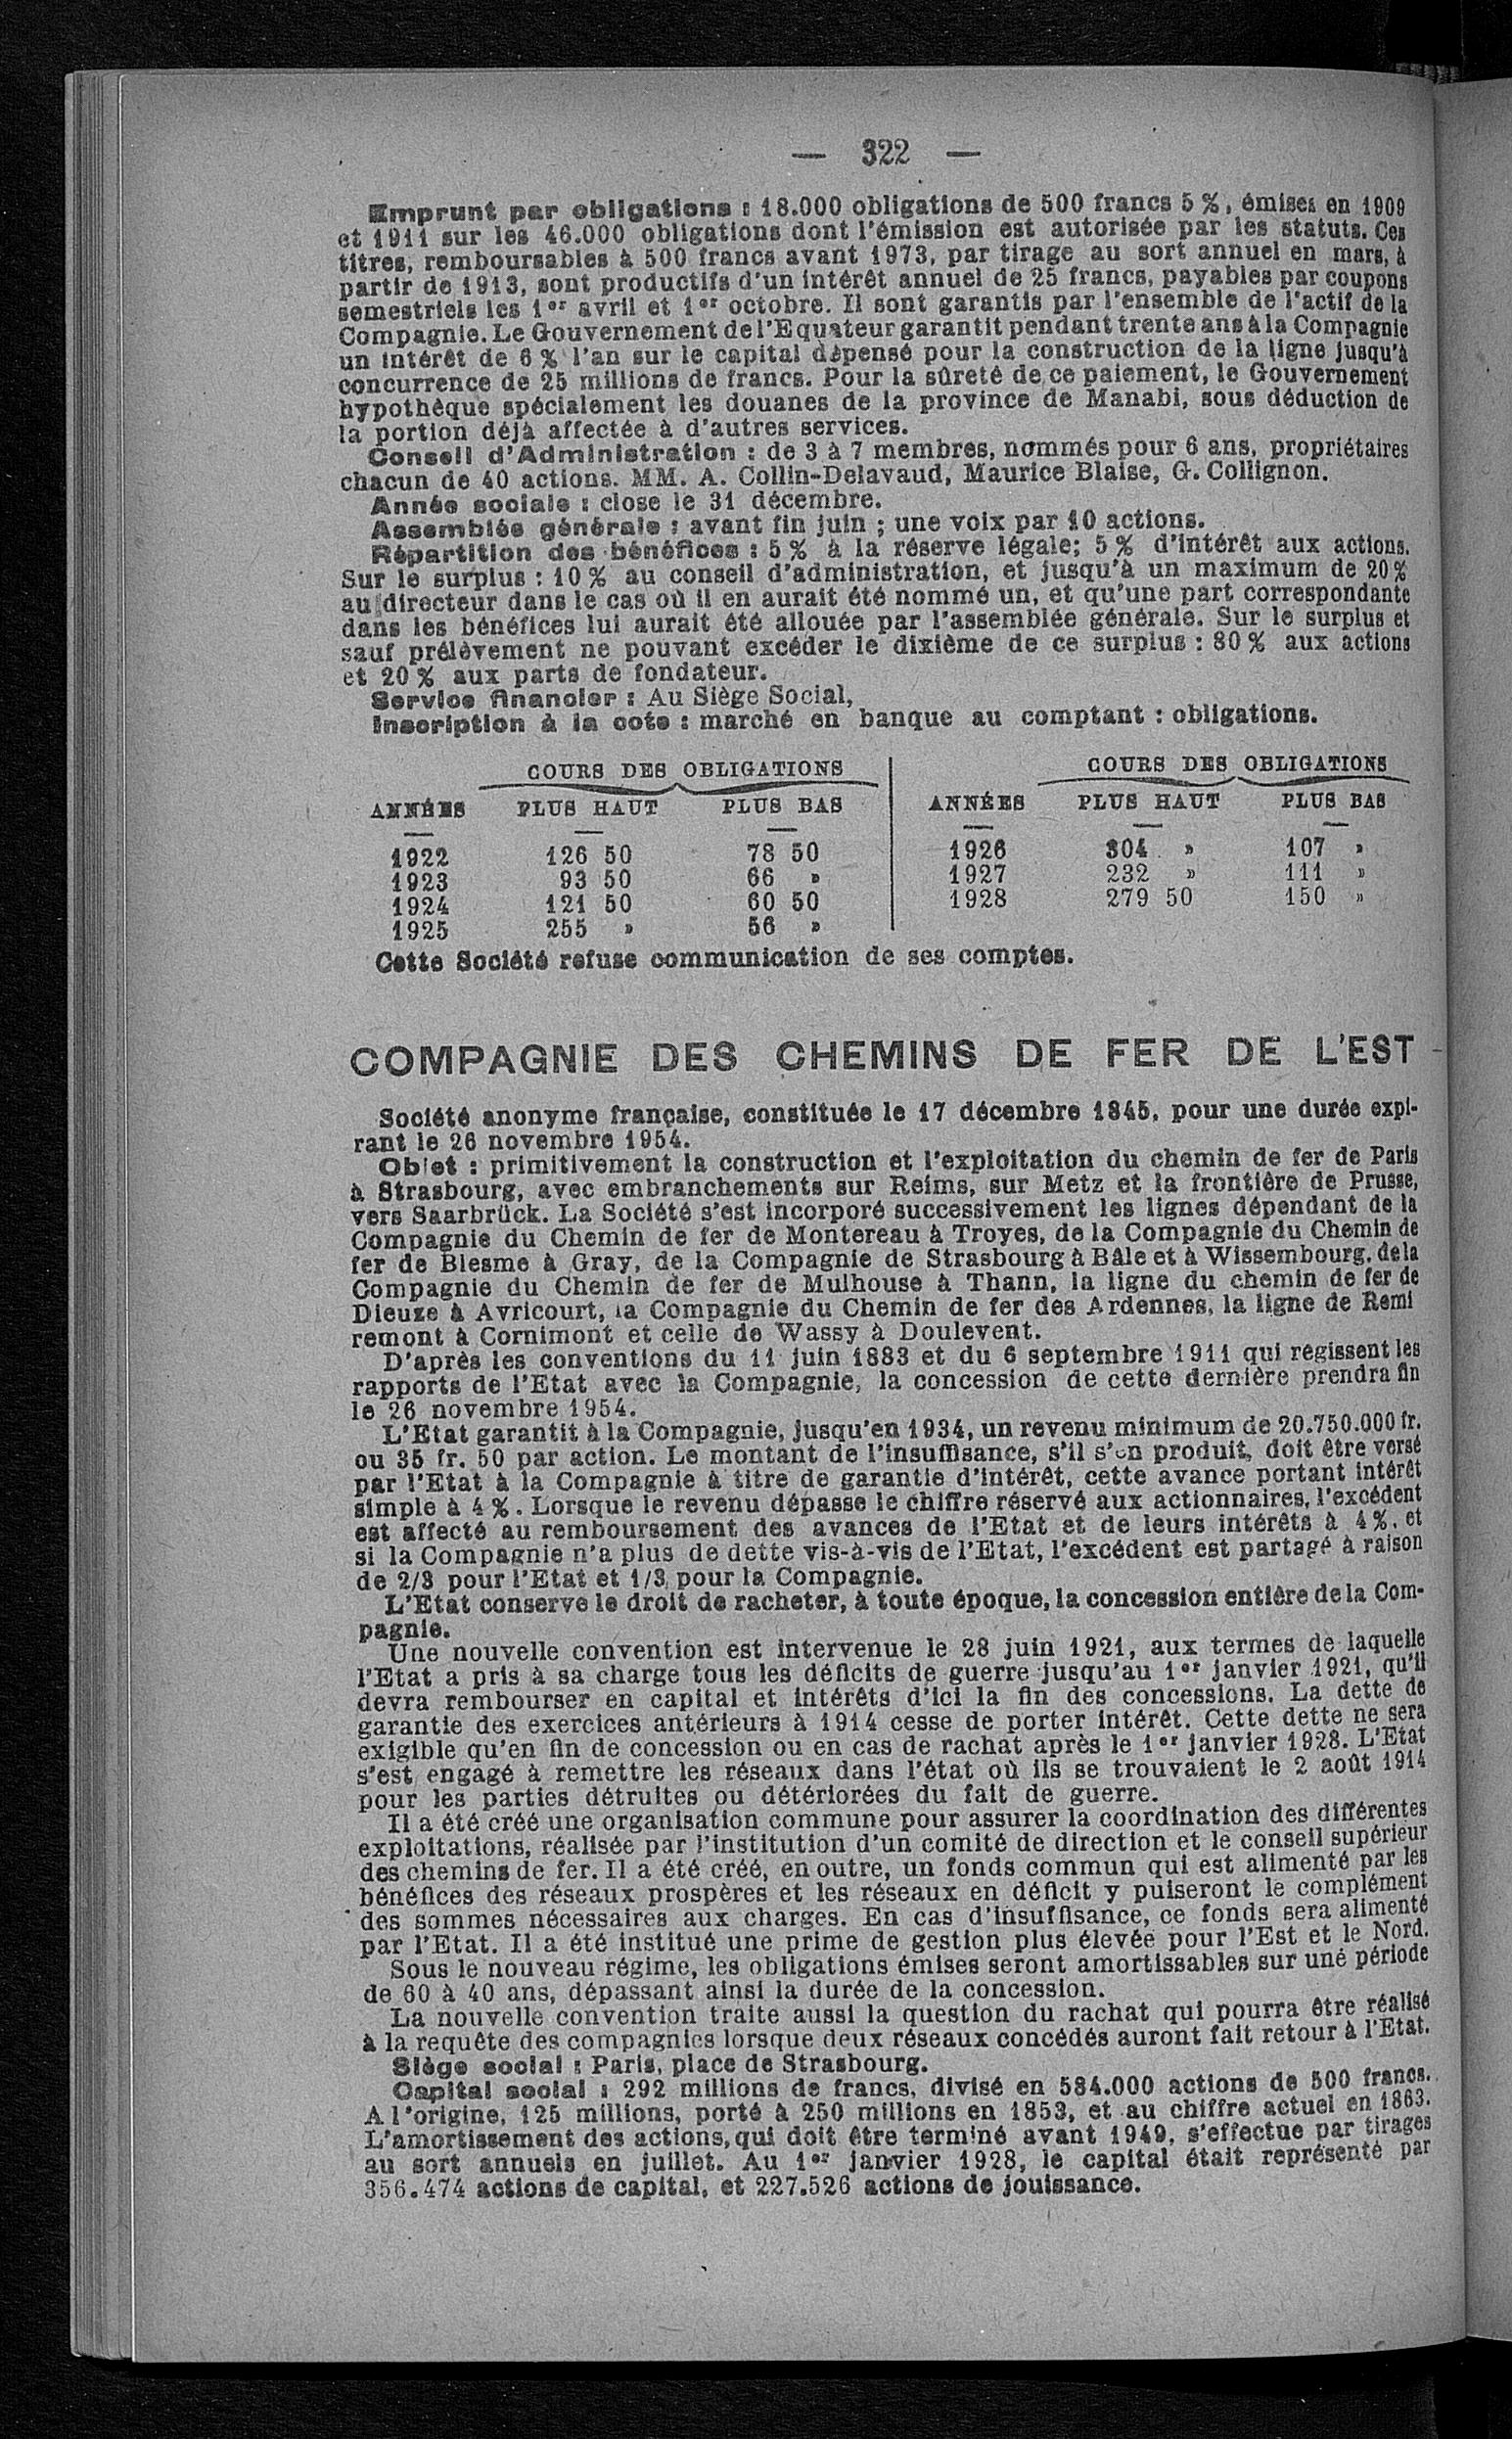 — 322 —
Emprunt par obligations : 18.000 obligations de 500 francs 5 %, émises en 1909
et 1911 sur les 46.000 obligations dont l'émission est autorisée par les statuts. Ces
titres, remboursables à 500 francs avant 1973, par tirage au sort annuel en mars, à
partir de 1913, sont productifs d'un intérêt annuel de 25 francs, payables par coupons
semestriels les 1er avril et 1er octobre. Il sont garantis par l'ensemble de l'actif de la
Compagnie. Le Gouvernement de l'Equateur garantit pendant trente ans à la Compagnie
un intérêt de 6 % l'an sur le capital dépensé pour la construction de la ligne jusqu'à
concurrence de 25 millions de francs. Pour la sûreté de ce paiement, le Gouvernement
hypothèque spécialement les douanes de la province de Manabi, sous déduction de
la portion déjà affectée à d'autres services.
Conseil d'Administration : de 3 à 7 membres, nommés pour 6 ans, propriétaires
chacun de 40 actions. MM. A. Collin-Delavaud, Maurice Blaise, G. Collignon.
Année sociale : close le 31 décembre.
Assemblée générale : avant fin juin ; une voix par 10 actions.
Répartition des bénéfices : 5 % à la réserve légale; 5 % d'intérêt aux actions.
Sur le surplus : 10 % au conseil d'administration, et jusqu'à un maximum de 20 %
au directeur dans le cas où il en aurait été nommé un, et qu'une part correspondante
dans les bénéfices lui aurait été allouée par l'assemblée générale. Sur le surplus et
sauf prélèvement ne pouvant excéder le dixième de ce surplus : 80 % aux actions
et 20 % aux parts de fondateur.
Service financier : Au Siège Social,
Inscription à la cote : marché en banque au comptant : obligations.
COURS DES OBLIGATIONS COURS DES OBLIGATIONS
ANNÉES PLUS HAUT PLUS BAS ANNÉES PLUS HAUT PLUS BAS
1922 126 50 78 50 1926 304 » 107 »
1923 93 50 66 » 1927 232 » 111 »
1924 121 50 60 50 1928 279 50 150 »
1925 255 » 56 »
Cette Société refuse communication de ses comptes.
COMPAGNIE DES CHEMINS DE FER DE L'EST
Société anonyme française, constituée le 17 décembre 1845, pour une durée expi-
rant le 26 novembre 1954.
Objet : primitivement la construction et l'exploitation du chemin de fer de Paris
à Strasbourg, avec embranchements sur Reims, sur Metz et la frontière de Prusse,
vers Saarbrück. La Société s'est incorporé successivement les lignes dépendant de la
Compagnie du Chemin de fer de Montereau à Troyes, de la Compagnie du Chemin de
fer de Blesme à Gray, de la Compagnie de Strasbourg à Bâle et à Wissembourg, de la
Compagnie du Chemin de fer de Mulhouse à Thann, la ligne du chemin de fer de
Dieuze à Avricourt, la Compagnie du Chemin de fer des Ardennes, la ligne de Remi
remont à Cornimont et celle de Wassy à Doulevent.
D'après les conventions du 11 juin 1883 et du 6 septembre 1911 qui régissent les
rapports de l'Etat avec la Compagnie, la concession de cette dernière prendra fin
le 26 novembre 1954.
L'Etat garantit à la Compagnie, jusqu'en 1934, un revenu minimum de 20.750.000 fr.
ou 35 fr. 50 par action. Le montant de l'insuffisance, s'il s'en produit, doit être versé
par l'Etat à la Compagnie à titre de garantie d'intérêt, cette avance portant intérêt
simple à 4 %. Lorsque le revenu dépasse le chiffre réservé aux actionnaires, l'excédent
est affecté au remboursement des avances de l'Etat et de leurs intérêts à 4 %, et
si la Compagnie n'a plus de dette vis-à-vis de l'Etat, l'excédent est partagé à raison
de 2/3 pour l'Etat et 1/3 pour la Compagnie.
L'Etat conserve le droit de racheter, à toute époque, la concession entière de la Com-
pagnie.
Une nouvelle convention est intervenue le 28 juin 1921, aux termes de laquelle
l'Etat a pris à sa charge tous les déficits de guerre jusqu'au 1er janvier 1921, qu'il
devra rembourser en capital et intérêts d'ici la fin des concessions. La dette de
garantie des exercices antérieurs à 1914 cesse de porter intérêt. Cette dette ne sera
exigible qu'en fin de concession ou en cas de rachat après le 1er janvier 1928. L'Etat
s'est engagé à remettre les réseaux dans l'état où ils se trouvaient le 2 août 1914
pour les parties détruites ou détériorées du fait de guerre.
Il a été créé une organisation commune pour assurer la coordination des différentes
exploitations, réalisée par l'institution d'un comité de direction et le conseil supérieur
des chemins de fer. Il a été créé, en outre, un fonds commun qui est alimenté par les
bénéfices des réseaux prospères et les réseaux en déficit y puiseront le complément
des sommes nécessaires aux charges. En cas d'insuffisance, ce fonds sera alimenté
par l'Etat. Il a été institué une prime de gestion plus élevée pour l'Est et le Nord.
Sous le nouveau régime, les obligations émises seront amortissables sur une période
de 60 à 40 ans, dépassant ainsi la durée de la concession.
La nouvelle convention traite aussi la question du rachat qui pourra être réalisé
à la requête des compagnies lorsque deux réseaux concédés auront fait retour à l'Etat.
Siège social : Paris, place de Strasbourg.
Capital social : 292 millions de francs, divisé en 584.000 actions de 500 francs.
A l'origine, 125 millions, porté à 250 millions en 1853, et au chiffre actuel en 1863.
L'amortissement des actions, qui doit être terminé avant 1949, s'effectue par tirages
au sort annuels en juillet. Au 1er janvier 1928, le capital était représenté par
356.474 actions de capital, et 227.526 actions de jouissance.